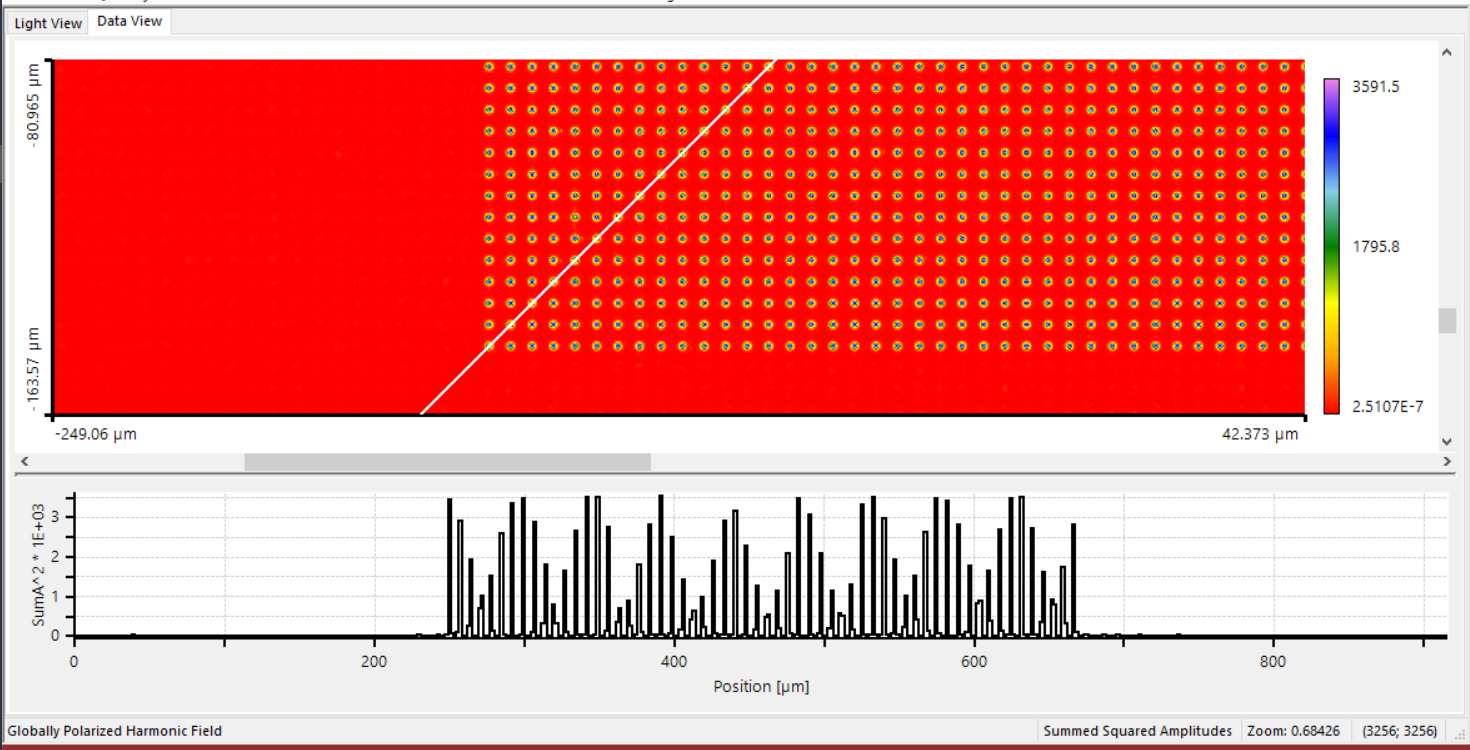 Light View Data View
-80.965 µm
-163.57 µm
3591.5
1795.8
2.5107E-7
-249.06 µm 42.373 µm
SumA^2 * 1E+03
3
2
1
0
0 200 400 600 800
Position [µm]
Globally Polarized Harmonic Field Summed Squared Amplitudes Zoom: 0.68426 (3256; 3256)